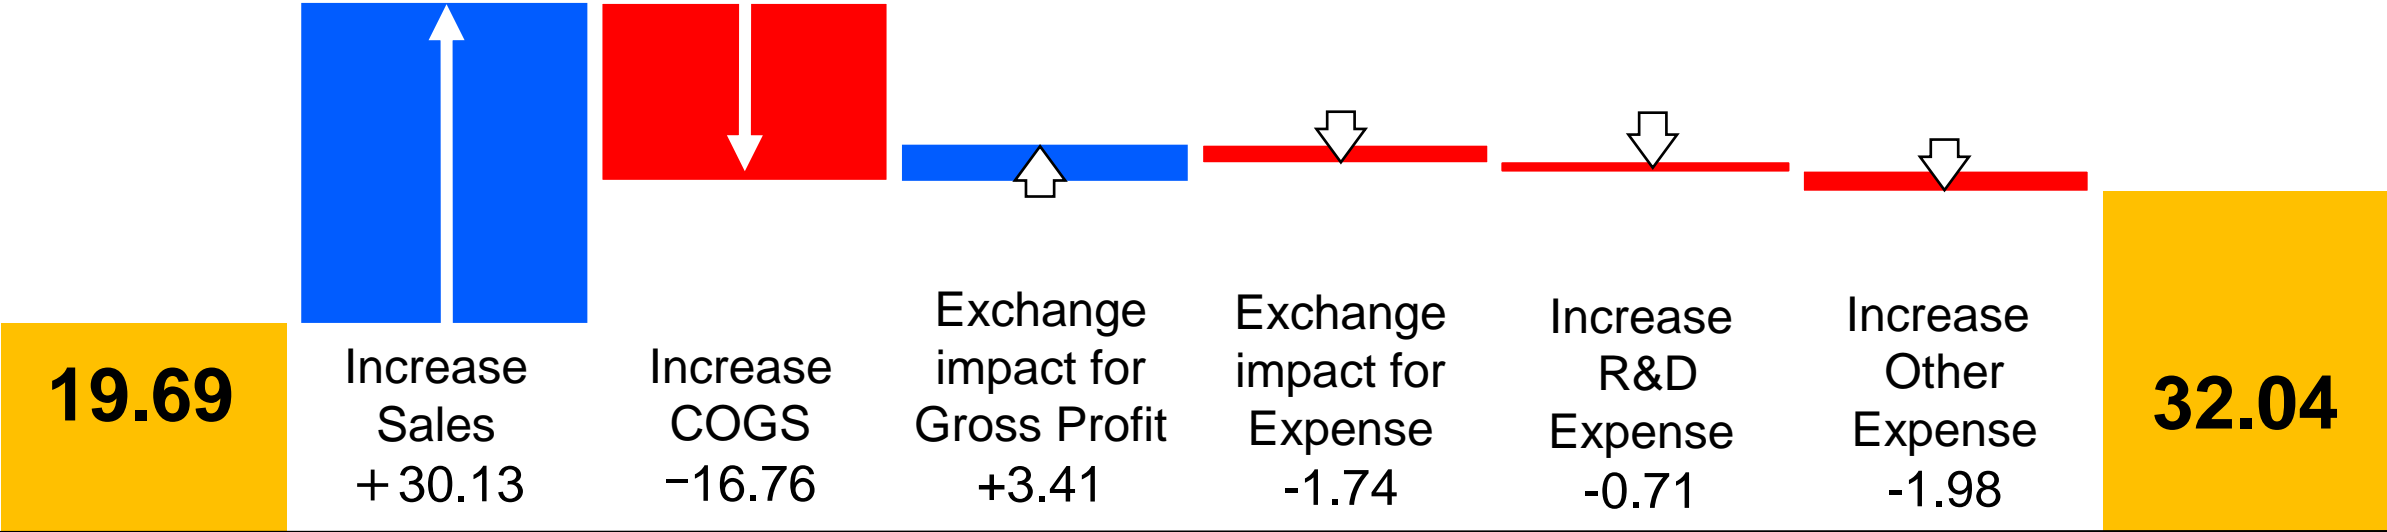 19.69
Increase
Sales
＋30.13
Increase
COGS
−16.76
Exchange
impact for
Gross Profit
+3.41
Exchange
impact for
Expense
-1.74
Increase
R&D
Expense
-0.71
Increase
Other
Expense
-1.98
32.04